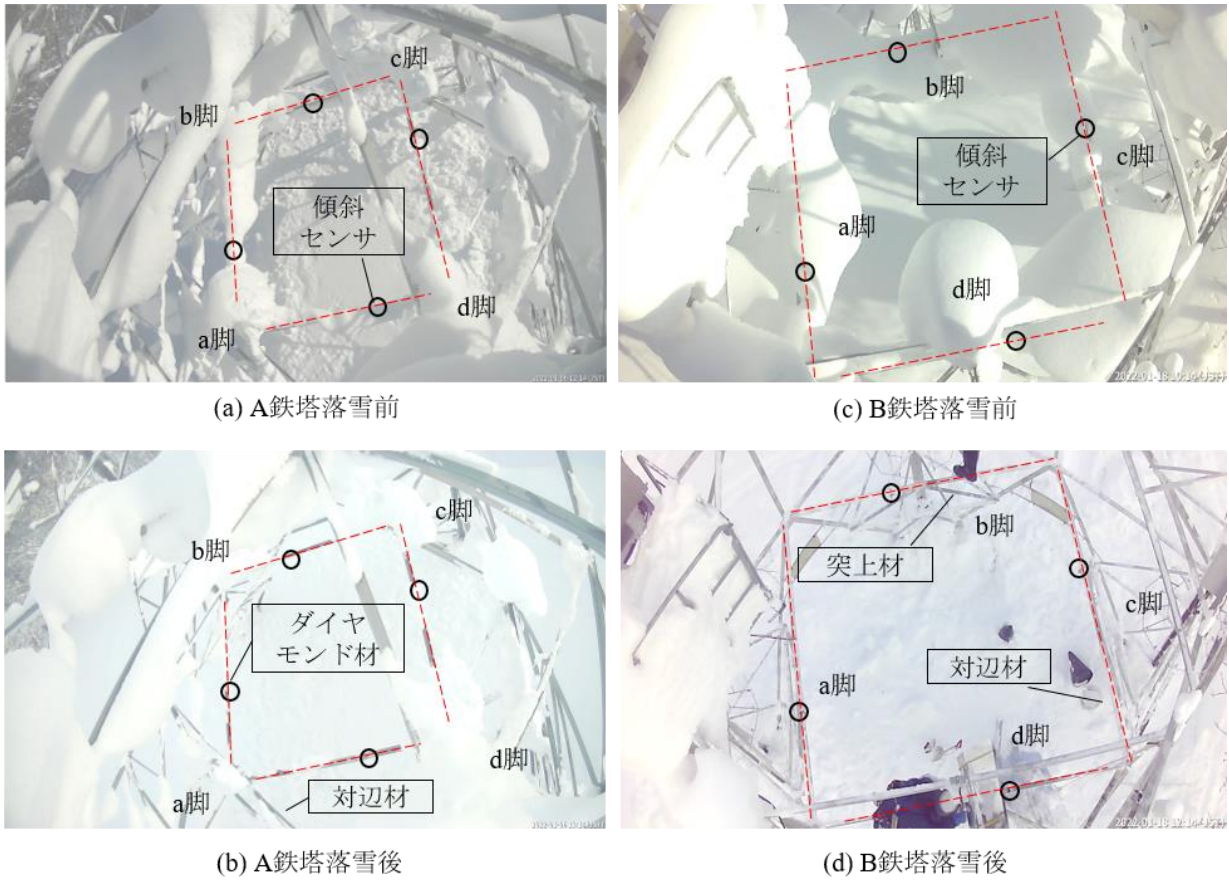 c脚
b脚
傾斜
センサ
a脚
d脚
(a) A鉄塔落雪前
b脚
傾斜
センサ
c脚
a脚
d脚
(c) B鉄塔落雪前
c脚
b脚
ダイヤ
モンド材
d脚
a脚
対辺材
(b) A鉄塔落雪後
b脚
突上材
c脚
対辺材
a脚
d脚
(d) B鉄塔落雪後